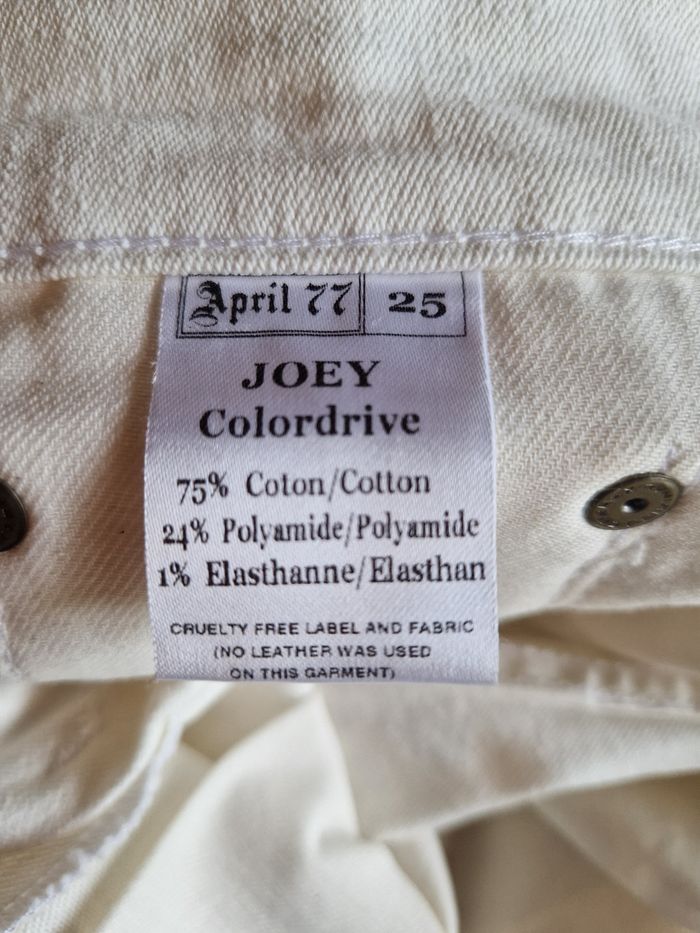 April 77 25
JOEY
Colordrive
75% Coton/Cotton
24% Polyamide/Polyamide
1% Elasthanne/Elasthan
CRUELTY FREE LABEL AND FABRIC
(NO LEATHER WAS USED
ON THIS GARMENT)